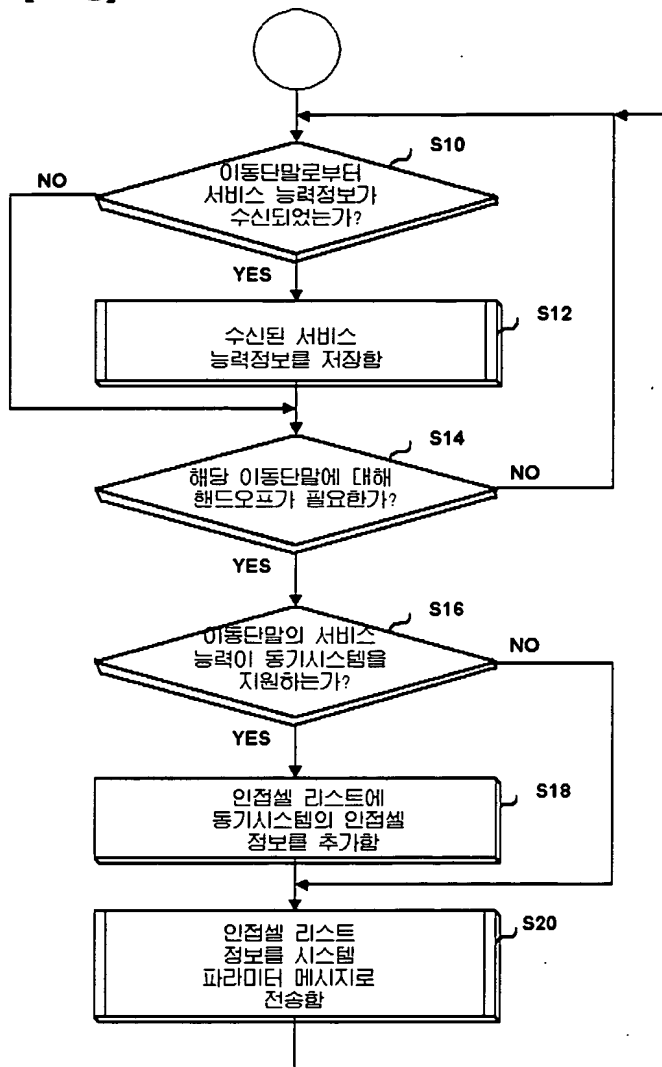 S10
이동단말로부터
서비스 능력정보가
수신되었는가?
NO
YES
S12
수신된 서비스
능력정보를 저장함
S14
해당 이동단말에 대해
핸드오프가 필요한가?
NO
YES
S16
이동단말의 서비스
능력이 동기시스템을
지원하는가?
NO
YES
S18
인접셀 리스트에
동기시스템의 인접셀
정보를 추가함
S20
인접셀 리스트
정보를 시스템
파라미터 메시지로
전송함